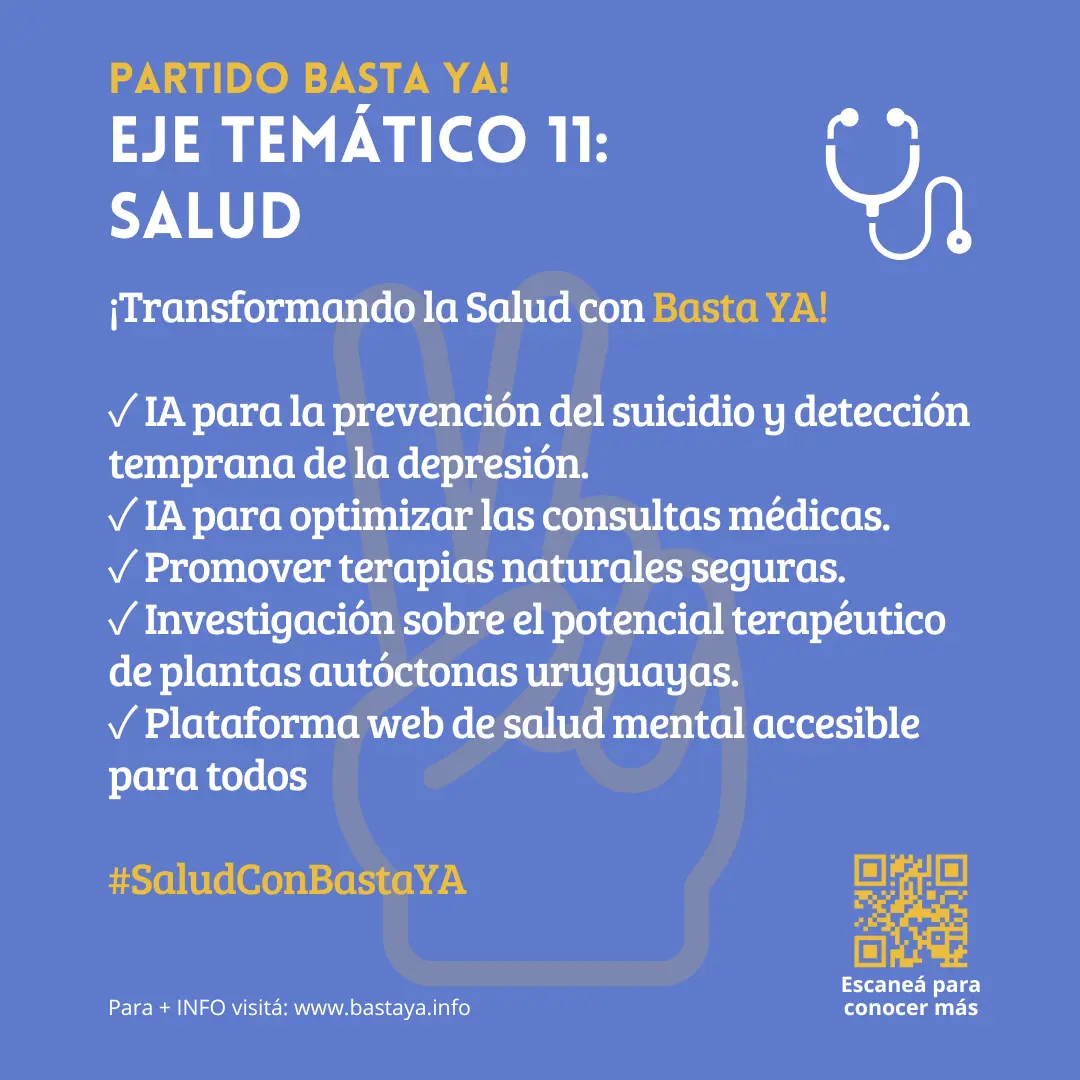 PARTIDO BASTA YA!
EJE TEMÁTICO 11:
SALUD
¡Transformando la Salud con Basta YA!
✓ IA para la prevención del suicidio y detección
temprana de la depresión.
✓ IA para optimizar las consultas médicas.
✓ Promover terapias naturales seguras.
✓ Investigación sobre el potencial terapéutico
de plantas autóctonas uruguayas.
✓ Plataforma web de salud mental accesible
para todos
#SaludConBastaYA
Escaneá para
conocer más
Para + INFO visitá: www.bastaya.info